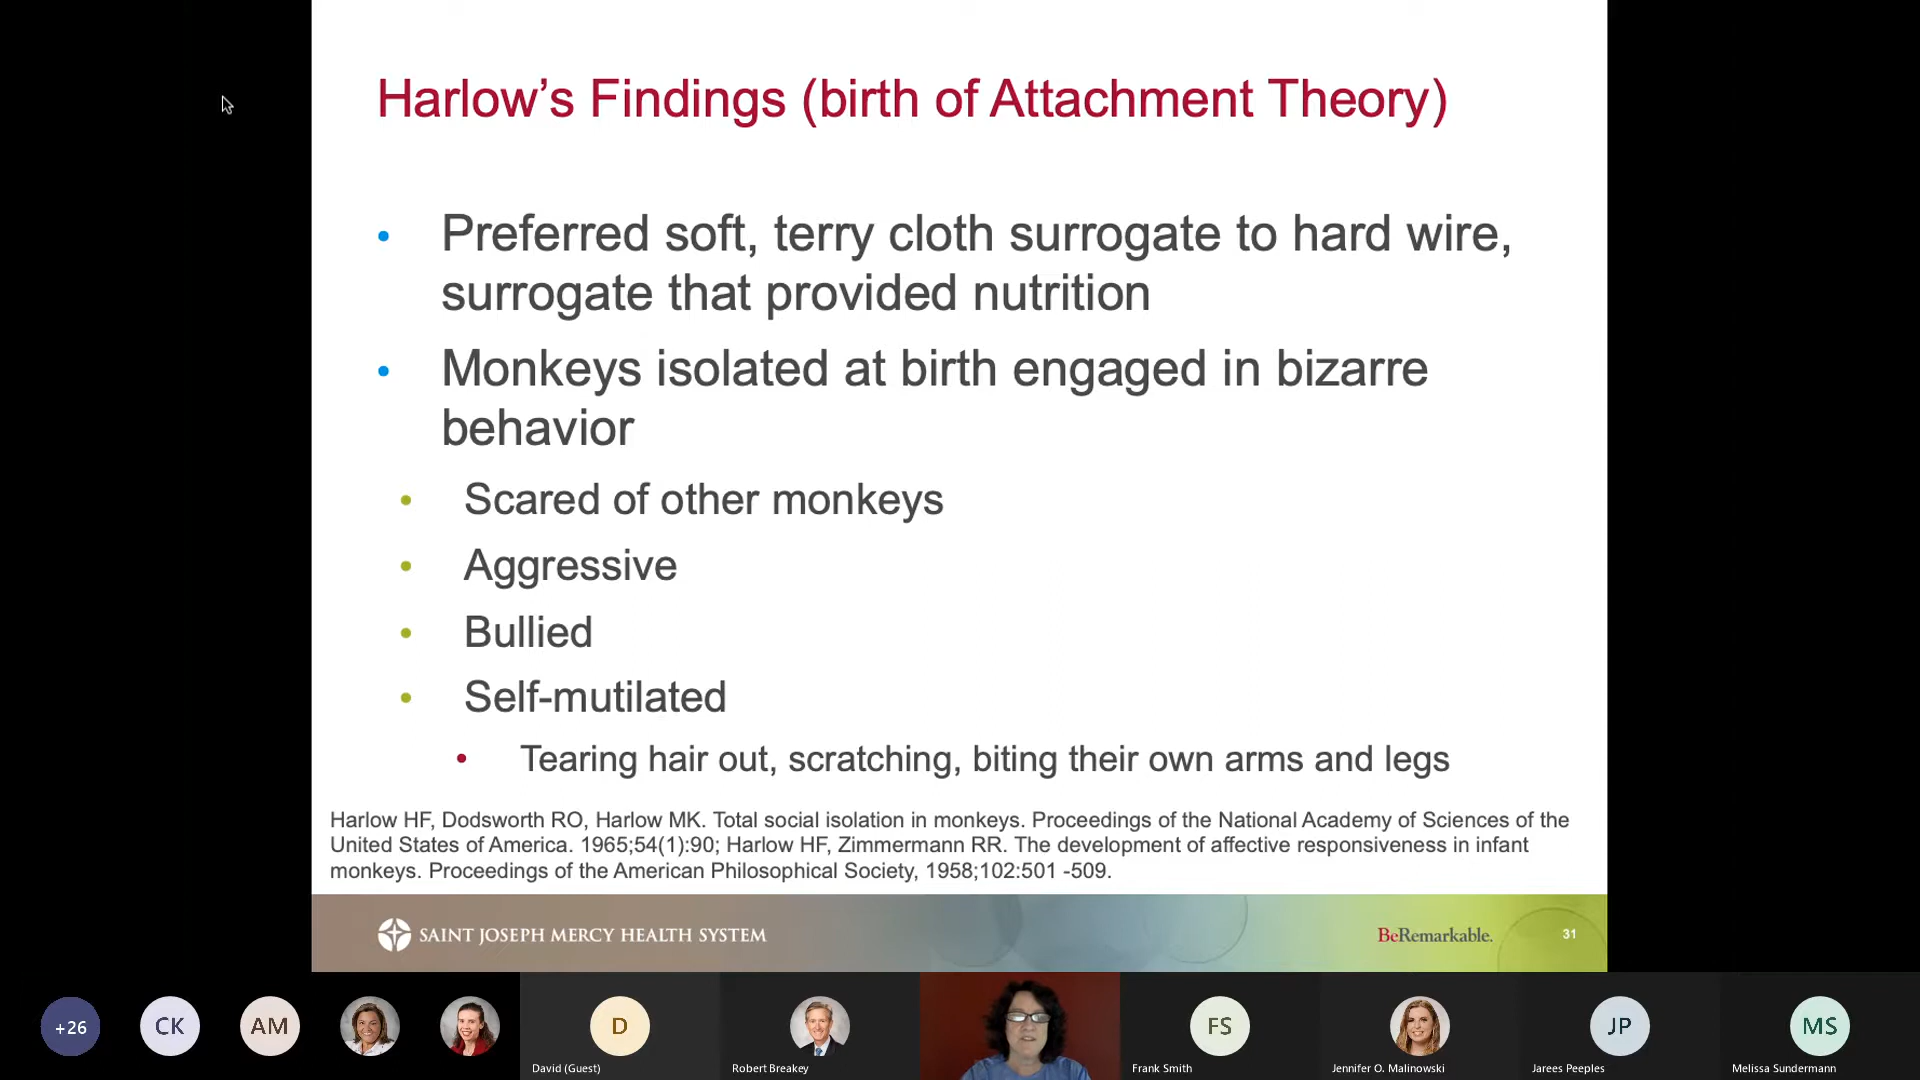 Harlow's Findings (birth of Attachment Theory)
• Preferred soft, terry cloth surrogate to hard wire,
surrogate that provided nutrition
• Monkeys isolated at birth engaged in bizarre
behavior
• Scared of other monkeys
• Aggressive
• Bullied
• Self-mutilated
• Tearing hair out, scratching, biting their own arms and legs
Harlow HF, Dodsworth RO, Harlow MK. Total social isolation in monkeys. Proceedings of the National Academy of Sciences of the
United States of America. 1965;54(1):90; Harlow HF, Zimmermann RR. The development of affective responsiveness in infant
monkeys. Proceedings of the American Philosophical Society, 1958;102:501 -509.
SAINT JOSEPH MERCY HEALTH SYSTEM
BeRemarkable.
31
+26
CK
AM
D
FS
JP
MS
David (Guest)
Robert Breakey
Frank Smith
Jennifer O. Malinowski
Jarees Peeples
Melissa Sundermann